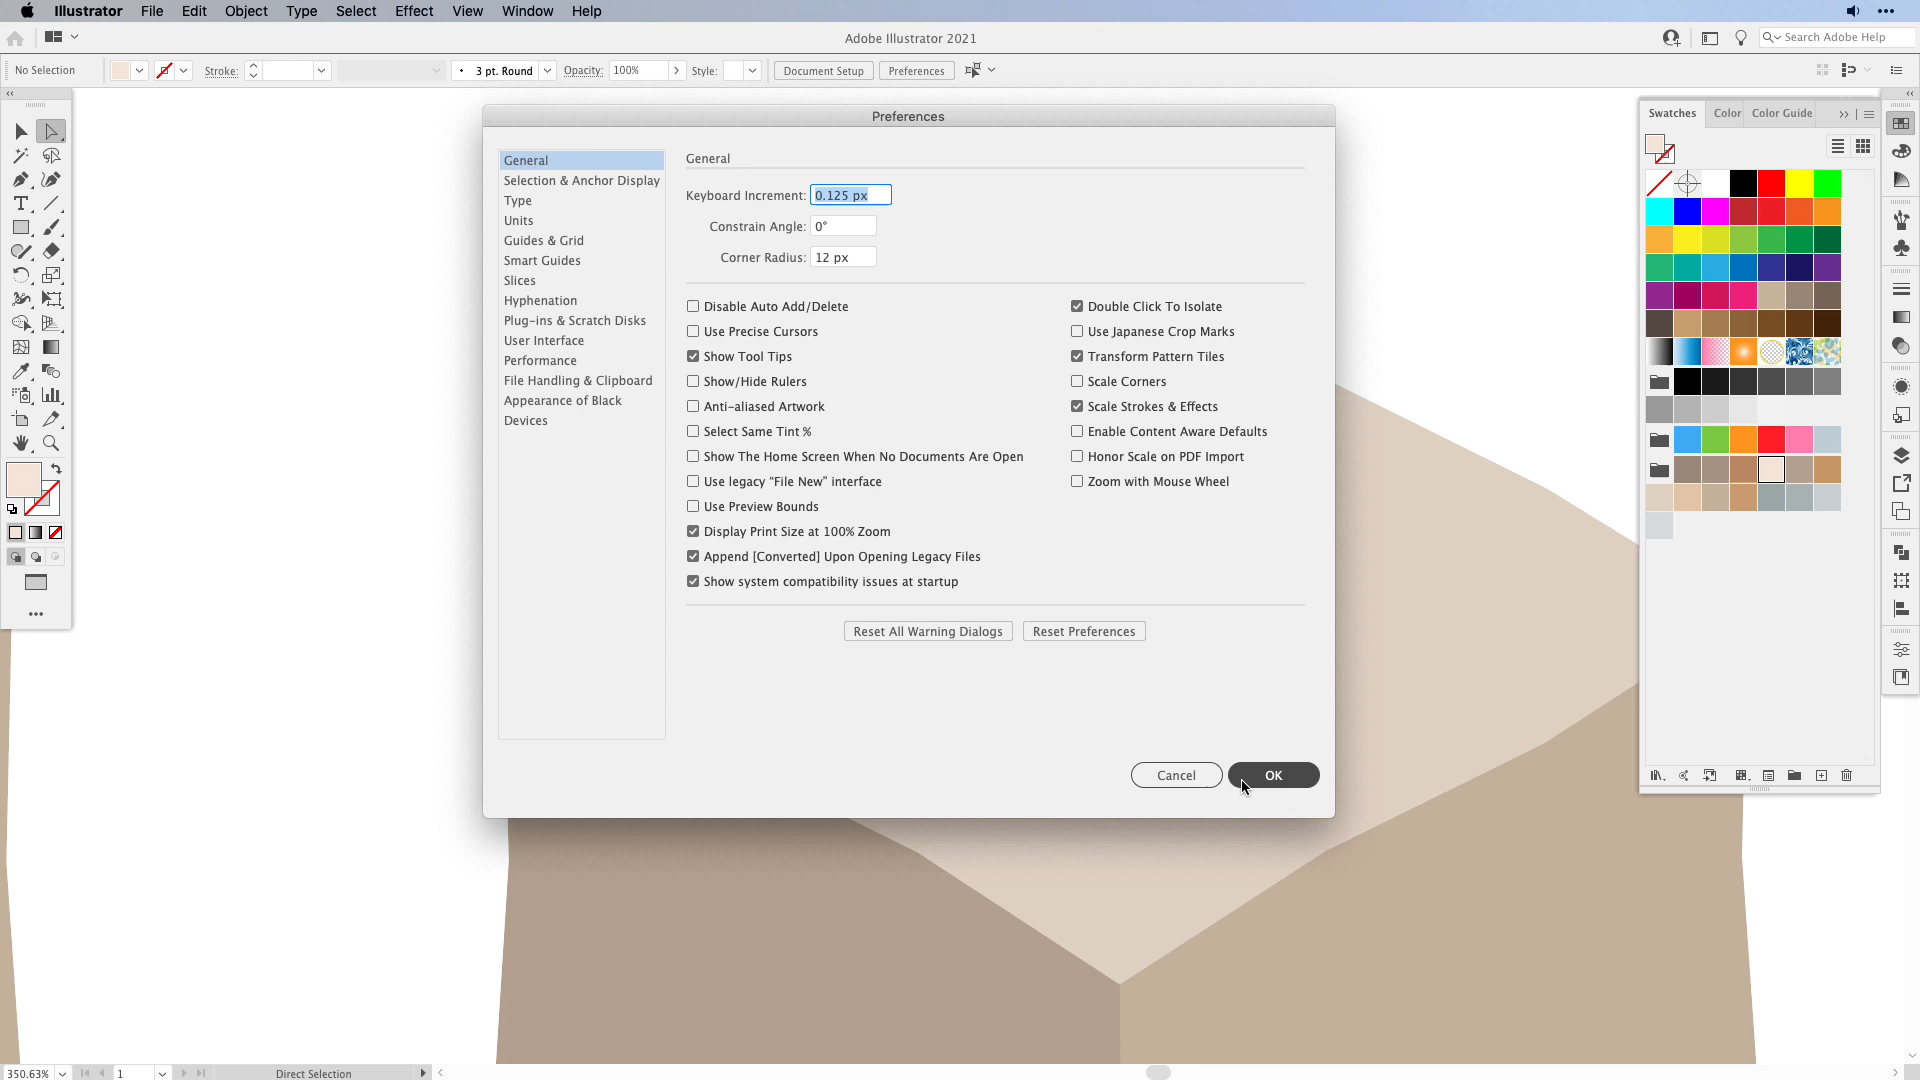 Illustrator File Edit Object Type Select Effect View Window Help
Adobe Illustrator 2021
Search Adobe Help
No Selection Stroke: 3 pt. Round Opacity: 100% Style: Document Setup Preferences
Preferences
General
Selection & Anchor Display
Type
Units
Guides & Grid
Smart Guides
Slices
Hyphenation
Plug-ins & Scratch Disks
User Interface
Performance
File Handling & Clipboard
Appearance of Black
Devices
General
Keyboard Increment: 0.125 px
Constrain Angle: 0°
Corner Radius: 12 px
Disable Auto Add/Delete
Use Precise Cursors
Show Tool Tips
Show/Hide Rulers
Anti-aliased Artwork
Select Same Tint %
Show The Home Screen When No Documents Are Open
Use legacy “File New” interface
Use Preview Bounds
Display Print Size at 100% Zoom
Append [Converted] Upon Opening Legacy Files
Show system compatibility issues at startup
Double Click To Isolate
Use Japanese Crop Marks
Transform Pattern Tiles
Scale Corners
Scale Strokes & Effects
Enable Content Aware Defaults
Honor Scale on PDF Import
Zoom with Mouse Wheel
Reset All Warning Dialogs Reset Preferences
Cancel OK
Swatches Color Color Guide
350.63% 1 Direct Selection